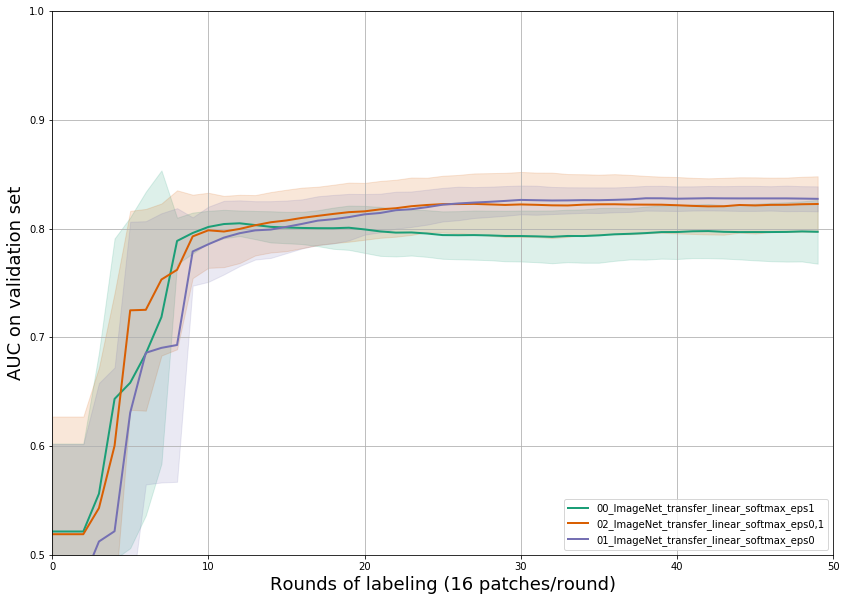 1.0
0.9
0.8
0.7
0.6
0.5
AUC on validation set
0
10
20
30
40
50
Rounds of labeling (16 patches/round)
00_ImageNet_transfer_linear_softmax_eps1
02_ImageNet_transfer_linear_softmax_eps0,1
01_ImageNet_transfer_linear_softmax_eps0